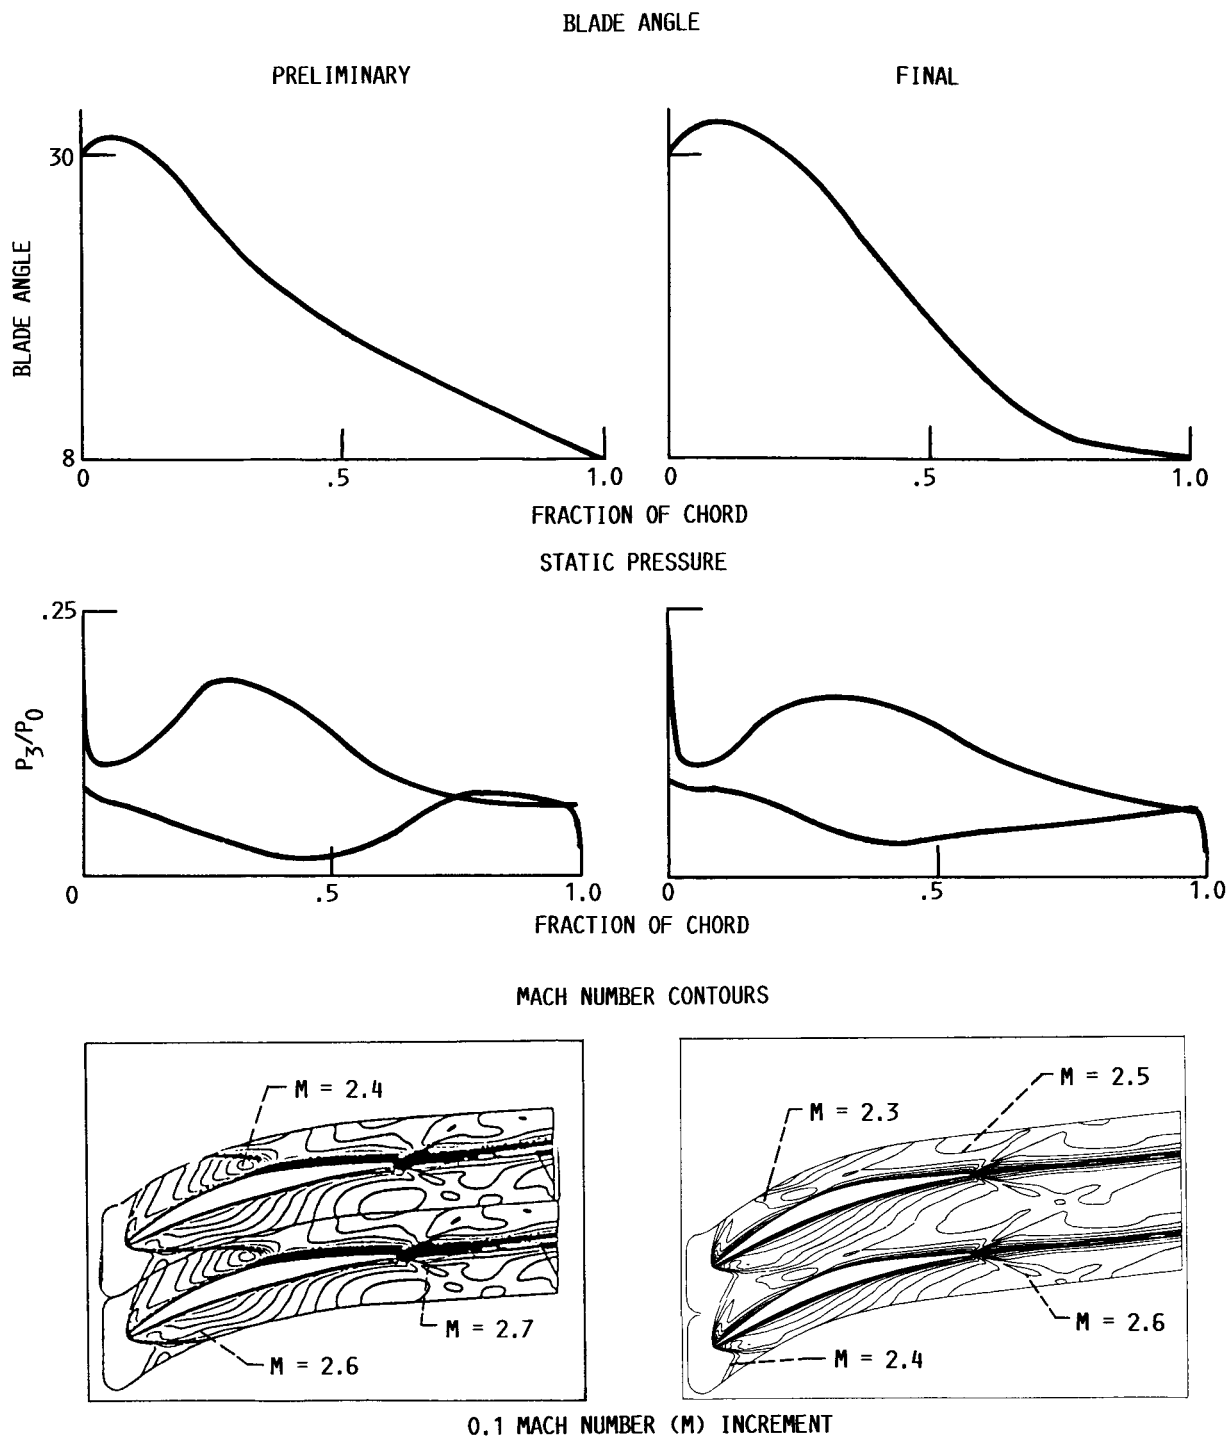 BLADE ANGLE
PRELIMINARY
FINAL
30
BLADE ANGLE
8
0
.5
1.0
0
.5
1.0
FRACTION OF CHORD
STATIC PRESSURE
.25
P3/P0
0
.5
1.0
0
.5
1.0
FRACTION OF CHORD
MACH NUMBER CONTOURS
M = 2.4
M = 2.7
M = 2.6
M = 2.5
M = 2.3
M = 2.6
M = 2.4
0.1 MACH NUMBER (M) INCREMENT